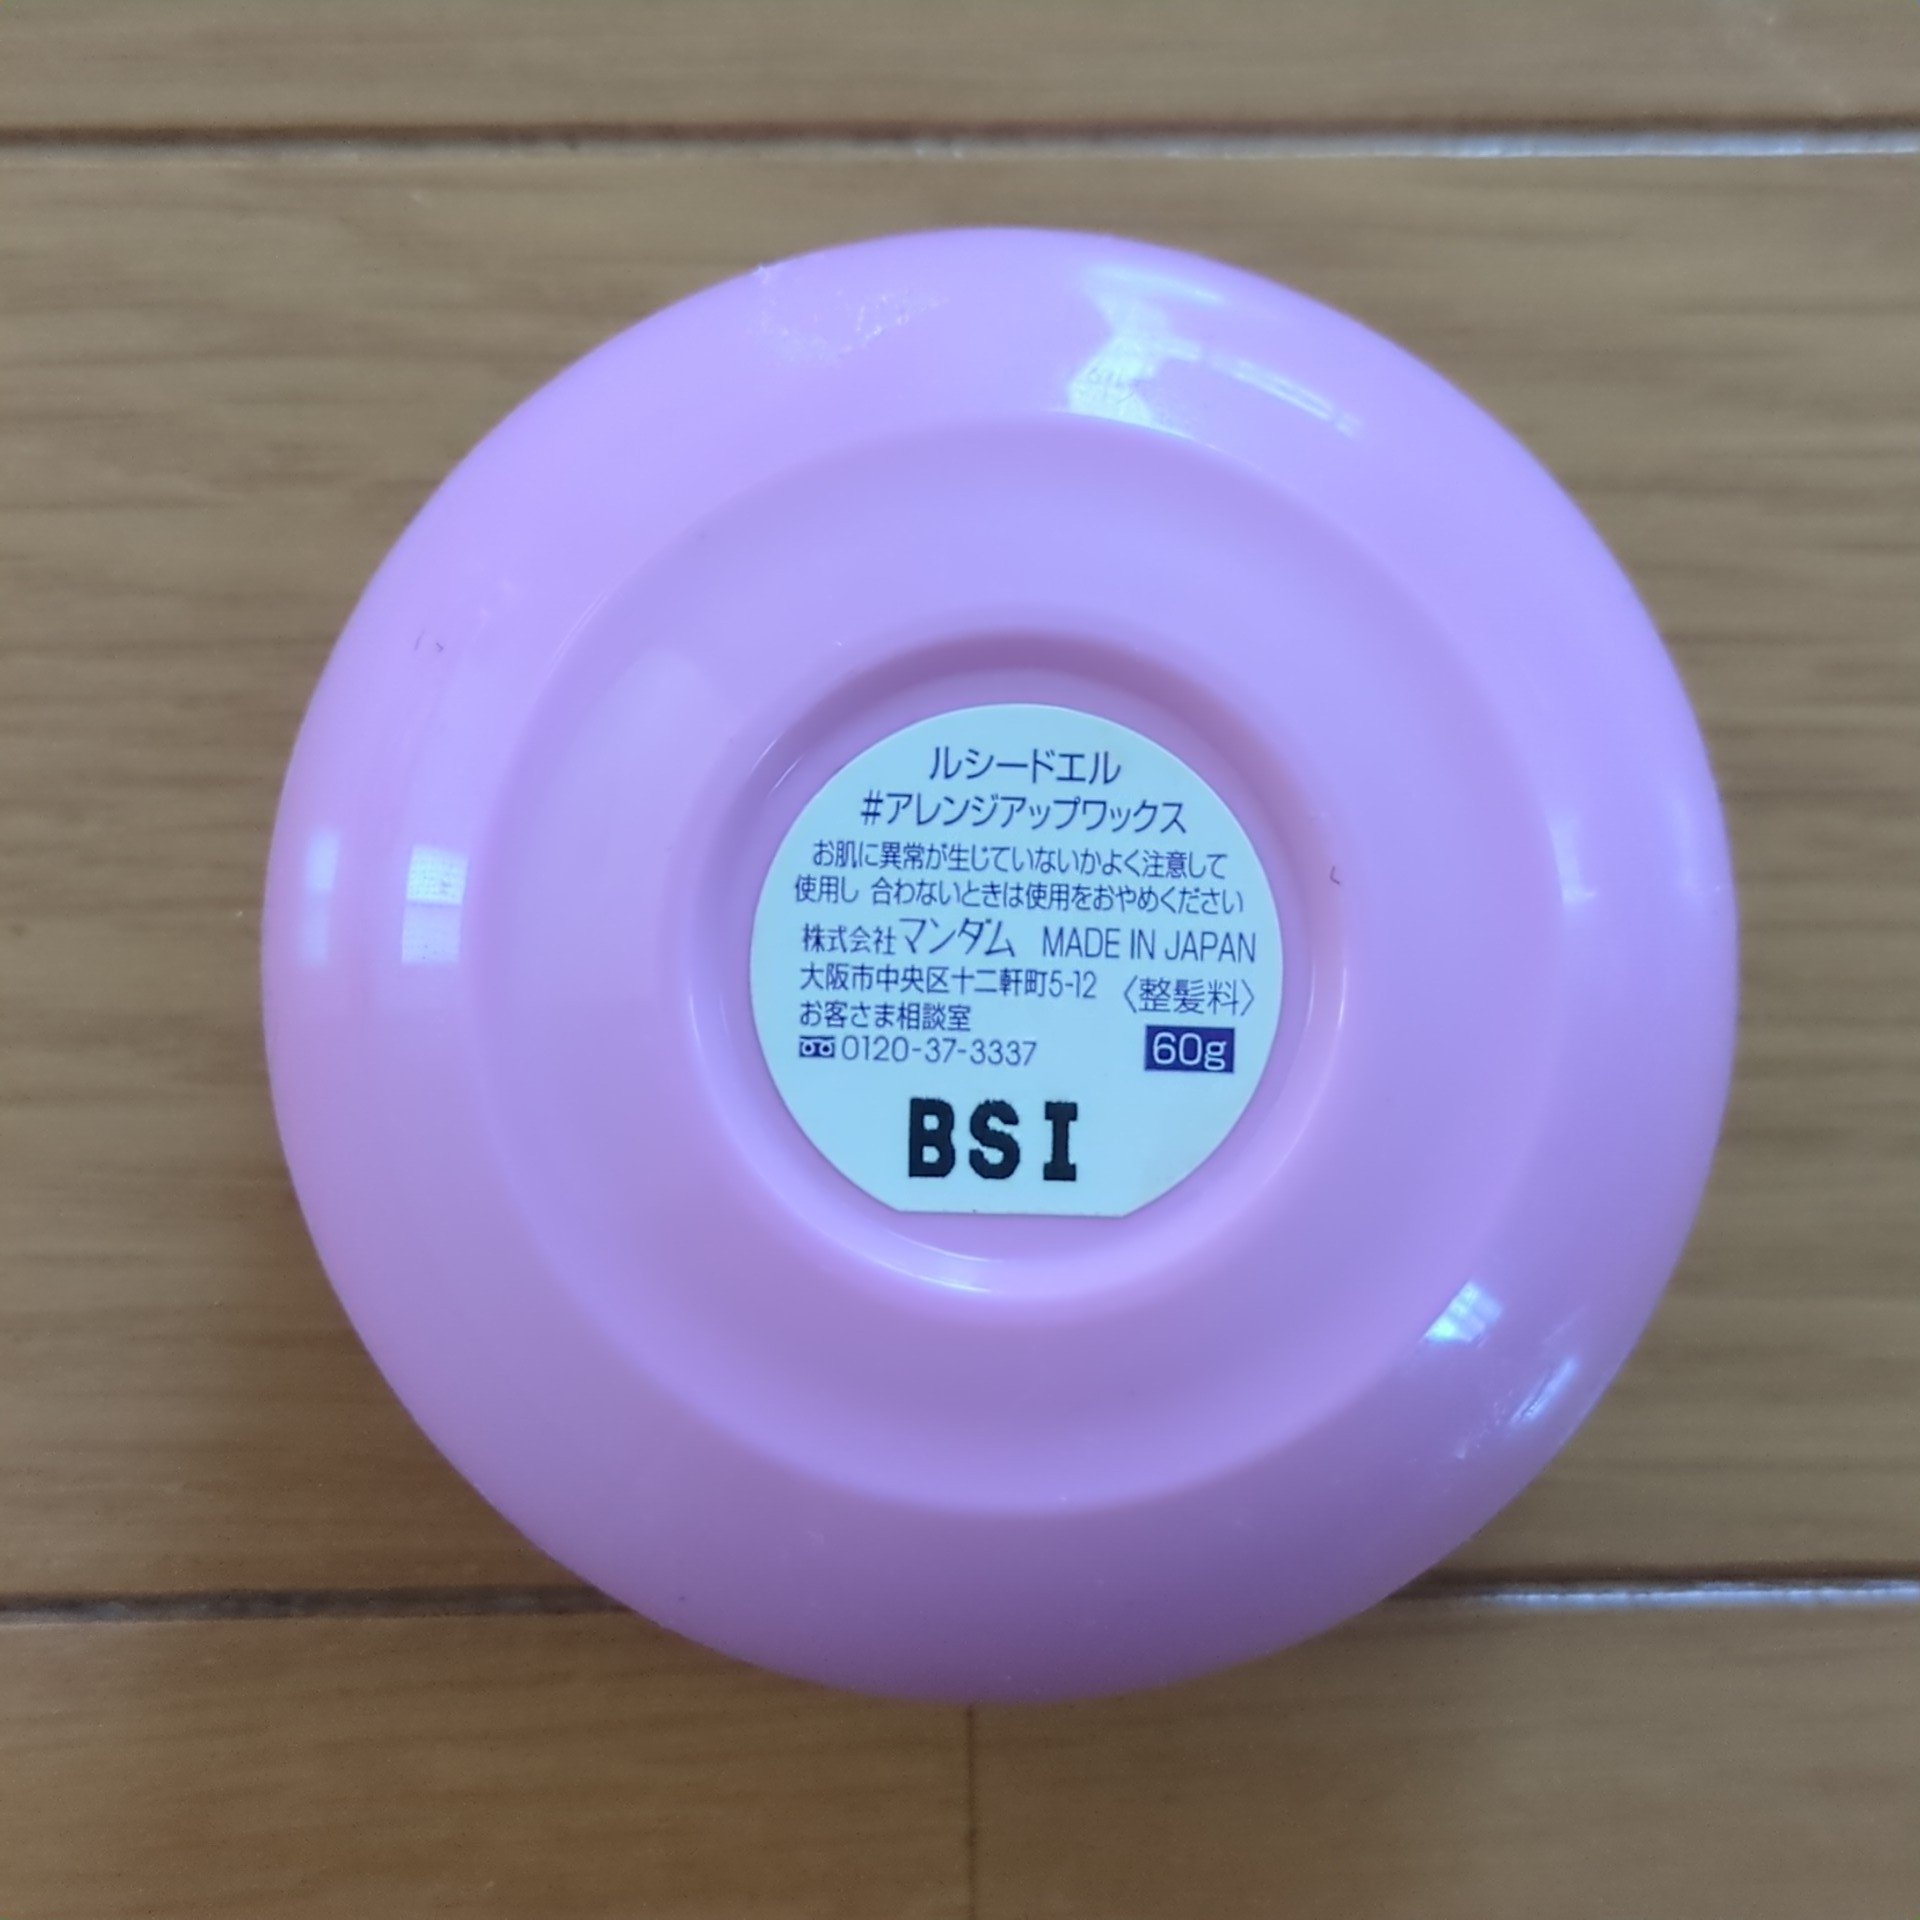 ルシードエル
#アレンジアップワックス
お肌に異常が生じていないかよく注意して
使用し 合わないときは使用をおやめください
株式会社マンダム MADE IN JAPAN
大阪市中央区十二軒町5-12 〈整髪料〉
お客さま相談室
0120-37-3337 60g
BSI